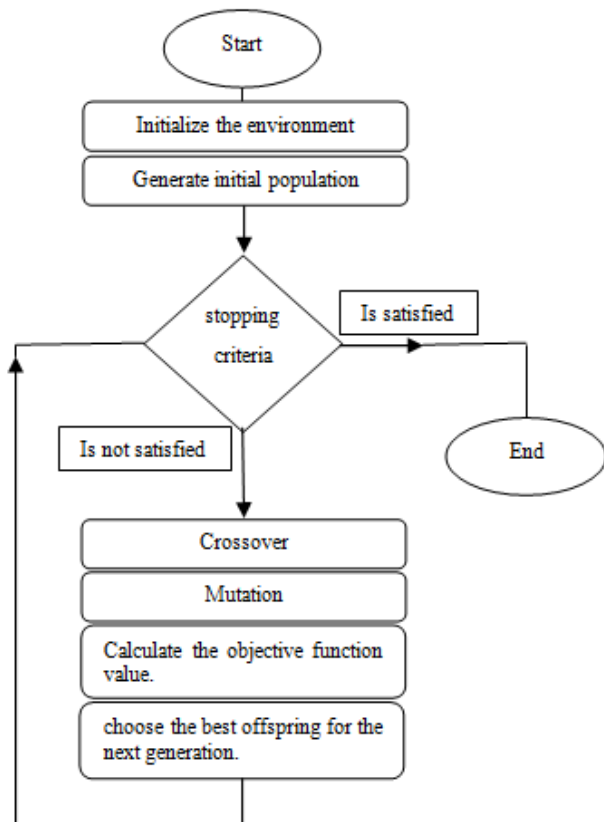 Start
Initialize the environment
Generate initial population
stopping
criteria
Is satisfied
Is not satisfied
End
Crossover
Mutation
Calculate the objective function
value.
choose the best offspring for the
next generation.